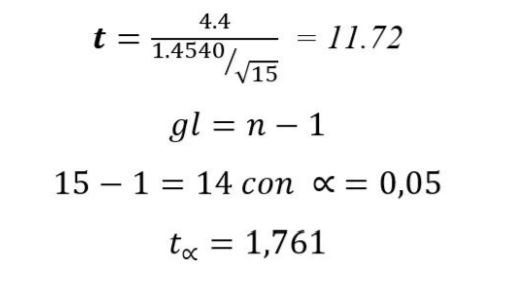 t = 4.4 / 1.4540/√15 = 11.72
gl = n − 1
15 − 1 = 14 con ∝ = 0,05
t∝ = 1,761